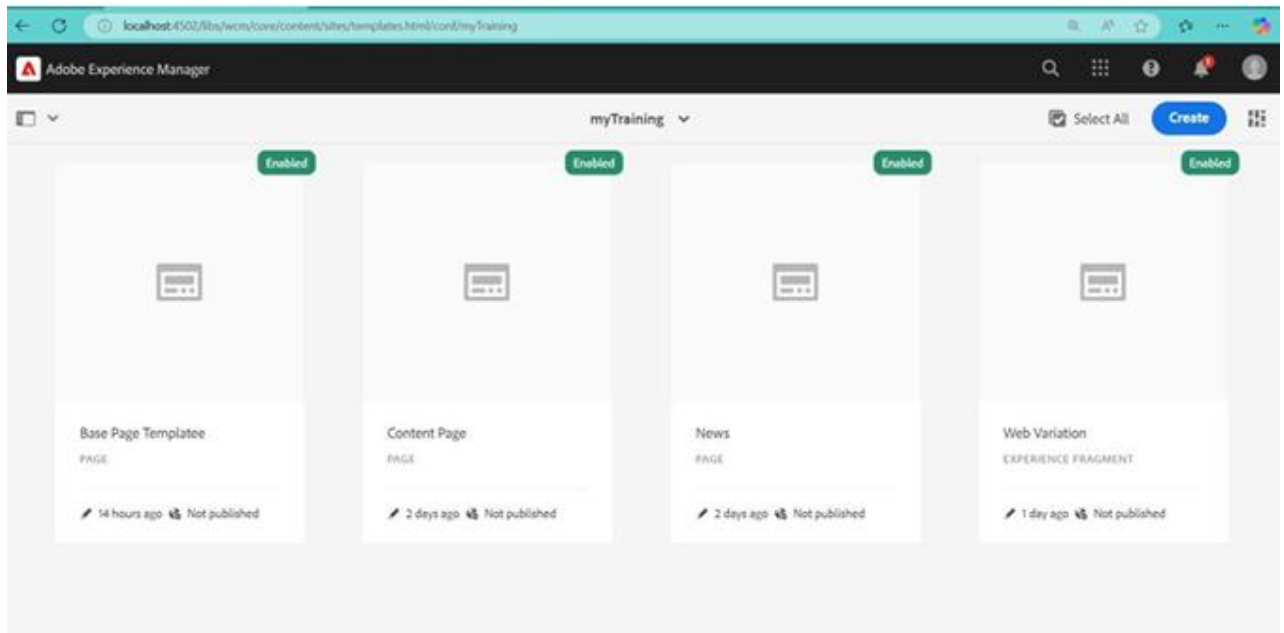 localhost:4502/libs/wcm/core/content/sites/templates.html/conf/myTraining
Adobe Experience Manager
myTraining
Select All
Create
Enabled Enabled Enabled Enabled
Base Page Templatee Content Page News Web Variation
PAGE PAGE PAGE EXPERIENCE FRAGMENT
14 hours ago Not published 2 days ago Not published 2 days ago Not published 1 day ago Not published